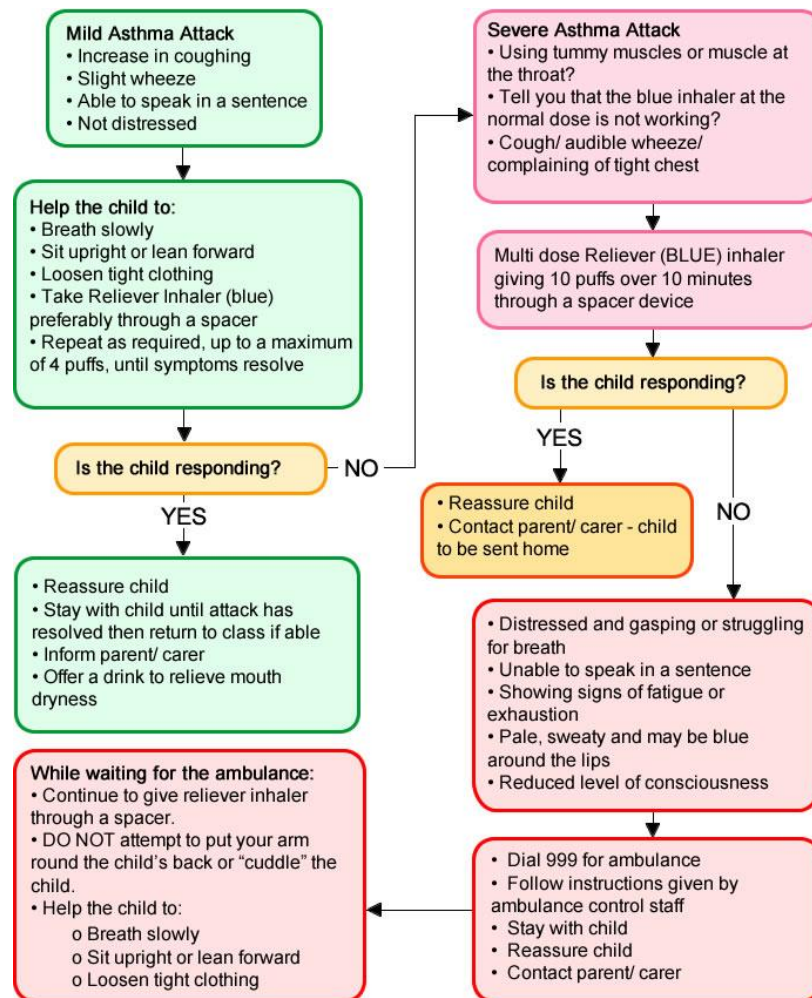 Mild Asthma Attack
• Increase in coughing
• Slight wheeze
• Able to speak in a sentence
• Not distressed
Help the child to:
• Breath slowly
• Sit upright or lean forward
• Loosen tight clothing
• Take Reliever Inhaler (blue)
preferably through a spacer
• Repeat as required, up to a maximum
of 4 puffs, until symptoms resolve
Is the child responding?
NO
YES
• Reassure child
• Stay with child until attack has
resolved then return to class if able
• Inform parent/ carer
• Offer a drink to relieve mouth
dryness
Severe Asthma Attack
• Using tummy muscles or muscle at
the throat?
• Tell you that the blue inhaler at the
normal dose is not working?
• Cough/ audible wheeze/
complaining of tight chest
Multi dose Reliever (BLUE) inhaler
giving 10 puffs over 10 minutes
through a spacer device
Is the child responding?
YES
• Reassure child
• Contact parent/ carer - child
to be sent home
NO
• Distressed and gasping or struggling
for breath
• Unable to speak in a sentence
• Showing signs of fatigue or
exhaustion
• Pale, sweaty and may be blue
around the lips
• Reduced level of consciousness
• Dial 999 for ambulance
• Follow instructions given by
ambulance control staff
• Stay with child
• Reassure child
• Contact parent/ carer
While waiting for the ambulance:
• Continue to give reliever inhaler
through a spacer.
• DO NOT attempt to put your arm
round the child's back or “cuddle” the
child.
• Help the child to:
o Breath slowly
o Sit upright or lean forward
o Loosen tight clothing